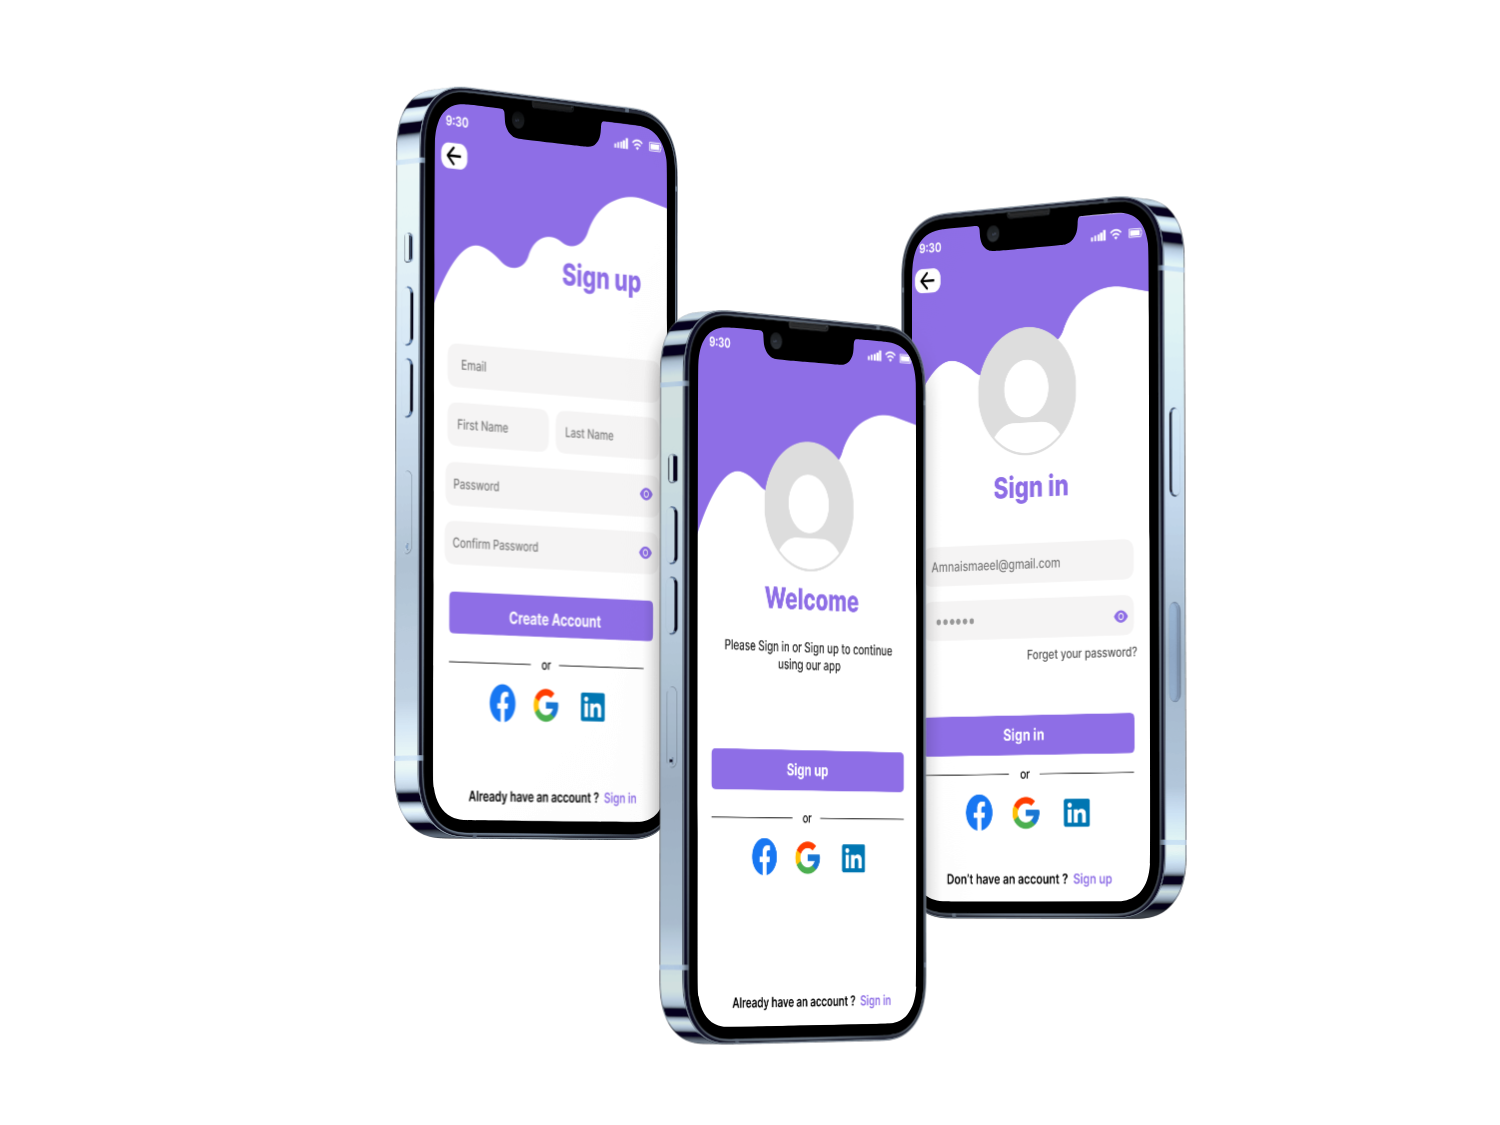 9:30
Sign up
Email
First Name
Last Name
Password
Confirm Password
Create Account
or
in
Already have an account ? Sign in
9:30
Welcome
Please Sign in or Sign up to continue
using our app
Sign up
or
in
Already have an account ? Sign in
9:30
Sign in
Amnaismaeel@gmail.com
Forget your password?
Sign in
or
in
Don't have an account ? Sign up